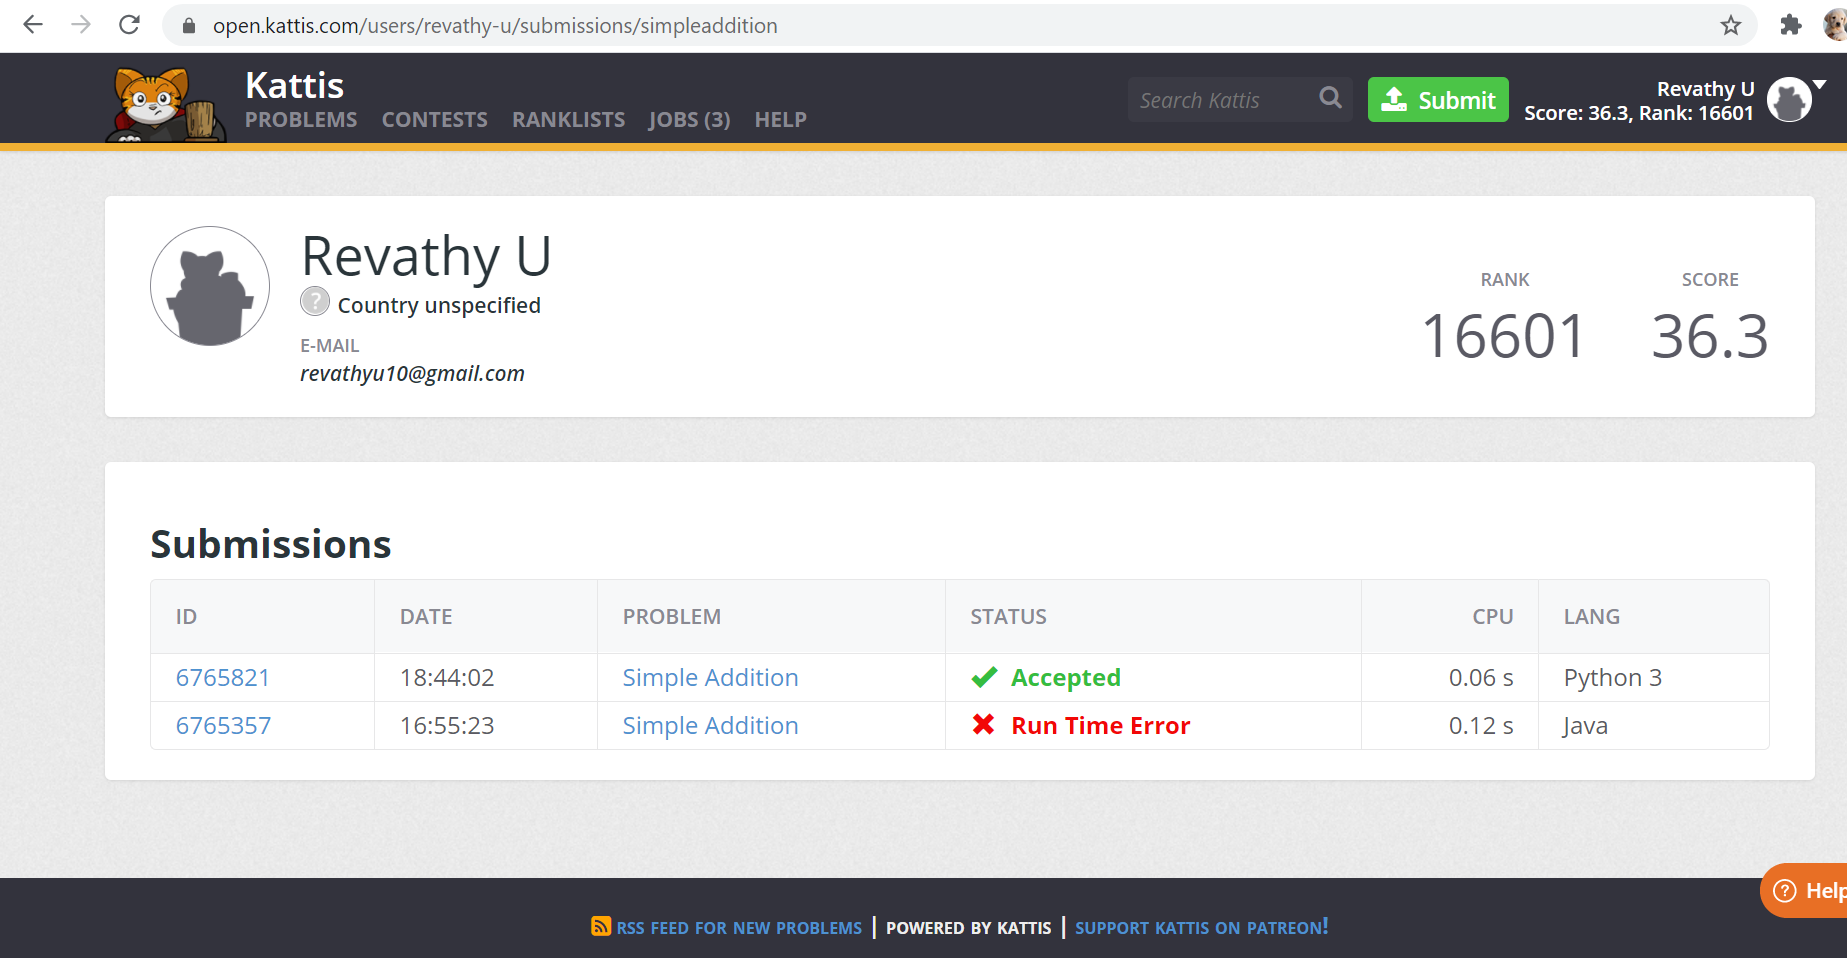 open.kattis.com/users/revathy-u/submissions/simpleaddition
Kattis
PROBLEMS CONTESTS RANKLISTS JOBS (3) HELP
Search Kattis
Submit
Revathy U
Score: 36.3, Rank: 16601
Revathy U
? Country unspecified
E-MAIL
revathyu10@gmail.com
RANK SCORE
16601 36.3
Submissions
ID DATE PROBLEM STATUS CPU LANG
6765821 18:44:02 Simple Addition Accepted 0.06 s Python 3
6765357 16:55:23 Simple Addition Run Time Error 0.12 s Java
? Help
RSS FEED FOR NEW PROBLEMS | POWERED BY KATTIS | SUPPORT KATTIS ON PATREON!